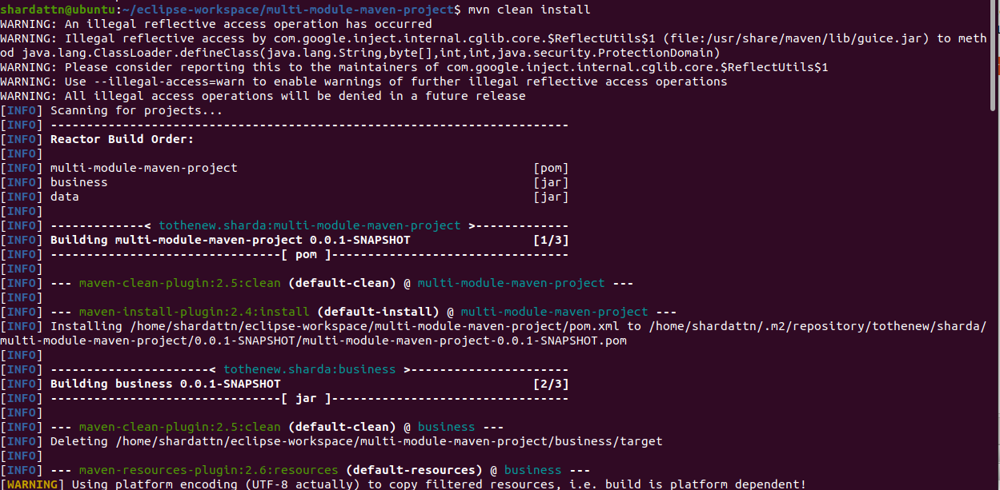 shardattn@ubuntu:~/eclipse-workspace/multi-module-maven-project$ mvn clean install
WARNING: An illegal reflective access operation has occurred
WARNING: Illegal reflective access by com.google.inject.internal.cglib.core.$ReflectUtils$1 (file:/usr/share/maven/lib/guice.jar) to meth
od java.lang.ClassLoader.defineClass(java.lang.String,byte[],int,int,java.security.ProtectionDomain)
WARNING: Please consider reporting this to the maintainers of com.google.inject.internal.cglib.core.$ReflectUtils$1
WARNING: Use --illegal-access=warn to enable warnings of further illegal reflective access operations
WARNING: All illegal access operations will be denied in a future release
[INFO] Scanning for projects...
[INFO] ------------------------------------------------------------------------
[INFO] Reactor Build Order:
[INFO]
[INFO] multi-module-maven-project                                         [pom]
[INFO] business                                                           [jar]
[INFO] data                                                               [jar]
[INFO]
[INFO] -------------< tothenew.sharda:multi-module-maven-project >-------------
[INFO] Building multi-module-maven-project 0.0.1-SNAPSHOT                 [1/3]
[INFO] --------------------------------[ pom ]---------------------------------
[INFO]
[INFO] --- maven-clean-plugin:2.5:clean (default-clean) @ multi-module-maven-project ---
[INFO]
[INFO] --- maven-install-plugin:2.4:install (default-install) @ multi-module-maven-project ---
[INFO] Installing /home/shardattn/eclipse-workspace/multi-module-maven-project/pom.xml to /home/shardattn/.m2/repository/tothenew/sharda/
multi-module-maven-project/0.0.1-SNAPSHOT/multi-module-maven-project-0.0.1-SNAPSHOT.pom
[INFO]
[INFO] ----------------------< tothenew.sharda:business >----------------------
[INFO] Building business 0.0.1-SNAPSHOT                                   [2/3]
[INFO] --------------------------------[ jar ]---------------------------------
[INFO]
[INFO] --- maven-clean-plugin:2.5:clean (default-clean) @ business ---
[INFO] Deleting /home/shardattn/eclipse-workspace/multi-module-maven-project/business/target
[INFO]
[INFO] --- maven-resources-plugin:2.6:resources (default-resources) @ business ---
[WARNING] Using platform encoding (UTF-8 actually) to copy filtered resources, i.e. build is platform dependent!